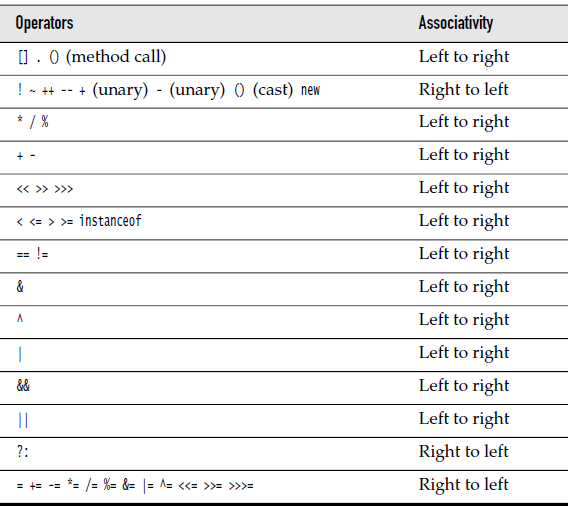 Operators Associativity
[] . () (method call) Left to right
! ~ ++ -- + (unary) - (unary) () (cast) new Right to left
* / % Left to right
+ - Left to right
<< >> >>> Left to right
< <= > >= instanceof Left to right
== != Left to right
& Left to right
^ Left to right
| Left to right
&& Left to right
|| Left to right
?: Right to left
= += -= *= /= %= &= |= ^= <<= >>= >>>= Right to left